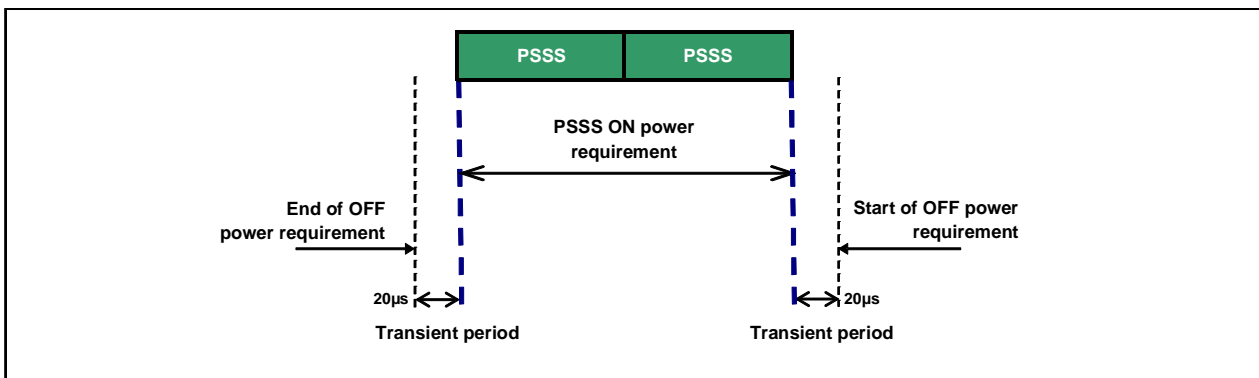 PSSS PSSS
PSSS ON power
requirement
End of OFF
power requirement
Start of OFF power
requirement
20µs
20µs
Transient period
Transient period